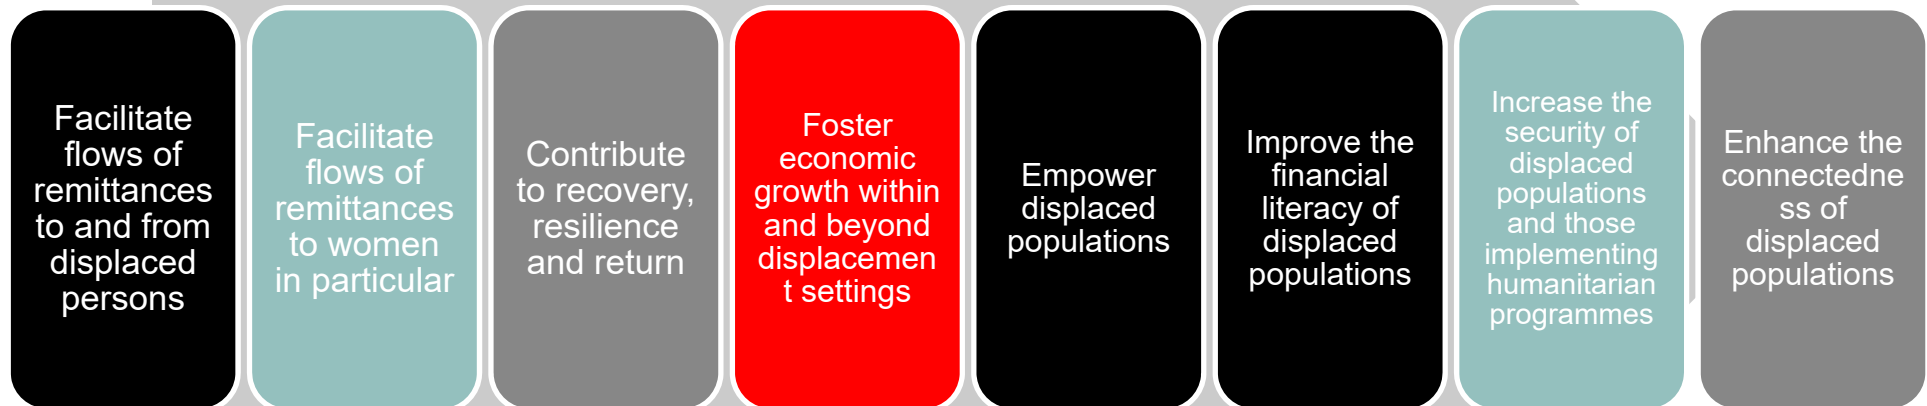 Facilitate
flows of
remittances
to and from
displaced
persons
Facilitate
flows of
remittances
to women
in particular
Contribute
to recovery,
resilience
and return
Foster
economic
growth within
and beyond
displacemen
t settings
Empower
displaced
populations
Improve the
financial
literacy of
displaced
populations
Increase the
security of
displaced
populations
and those
implementing
humanitarian
programmes
Enhance the
connectedne
ss of
displaced
populations